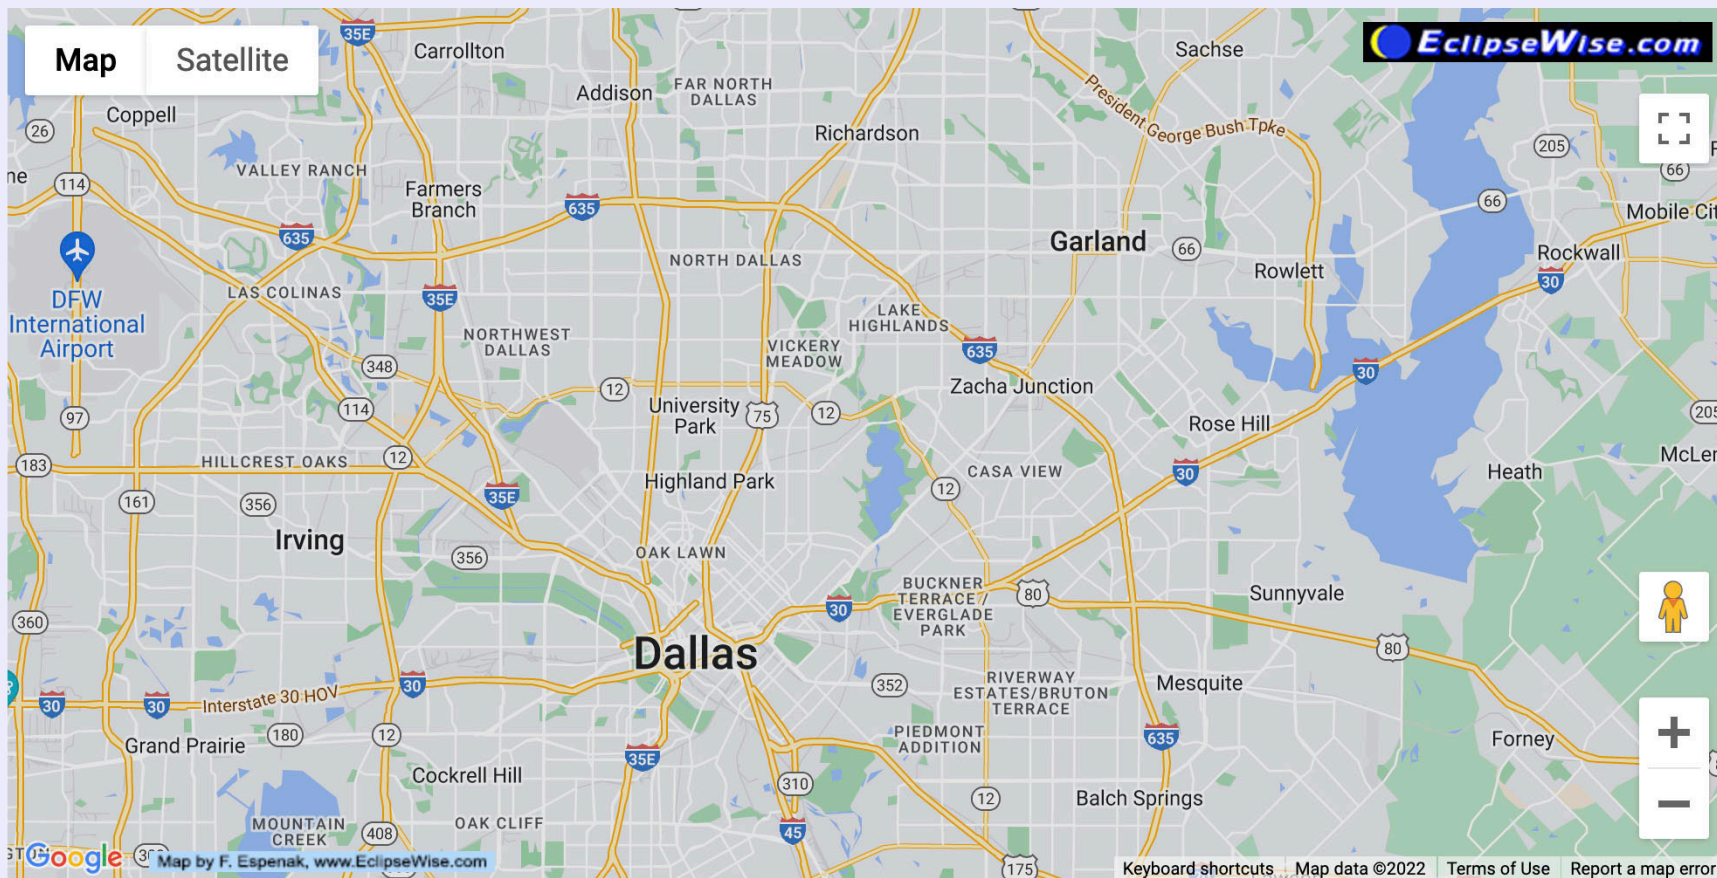 Map
Satellite
35E
Carrollton
Sachse
EclipseWise.com
Addison
FAR NORTH
DALLAS
President George Bush Tpke
Coppell
26
Richardson
205
VALLEY RANCH
66
ne
114
Farmers
Branch
635
66
Mobile Cit
635
Garland
66
Rockwall
NORTH DALLAS
Rowlett
30
DFW
International
Airport
LAS COLINAS
35E
LAKE
HIGHLANDS
NORTHWEST
DALLAS
VICKERY
MEADOW
635
348
30
12
Zacha Junction
114
University
Park
75
12
205
97
Rose Hill
183
HILLCREST OAKS
12
CASA VIEW
30
Heath
McLer
161
356
35E
Highland Park
12
Irving
356
OAK LAWN
BUCKNER
TERRACE /
EVERGLADE
PARK
80
Sunnyvale
30
360
80
Dallas
30
30
Interstate 30 HOV
30
352
RIVERWAY
ESTATES/BRUTON
TERRACE
Mesquite
Grand Prairie
180
12
35E
PIEDMONT
ADDITION
635
Forney
Cockrell Hill
310
12
Balch Springs
MOUNTAIN
CREEK
408
OAK CLIFF
45
Google
Map by F. Espenak, www.EclipseWise.com
175
Keyboard shortcuts
Map data ©2022
Terms of Use
Report a map error